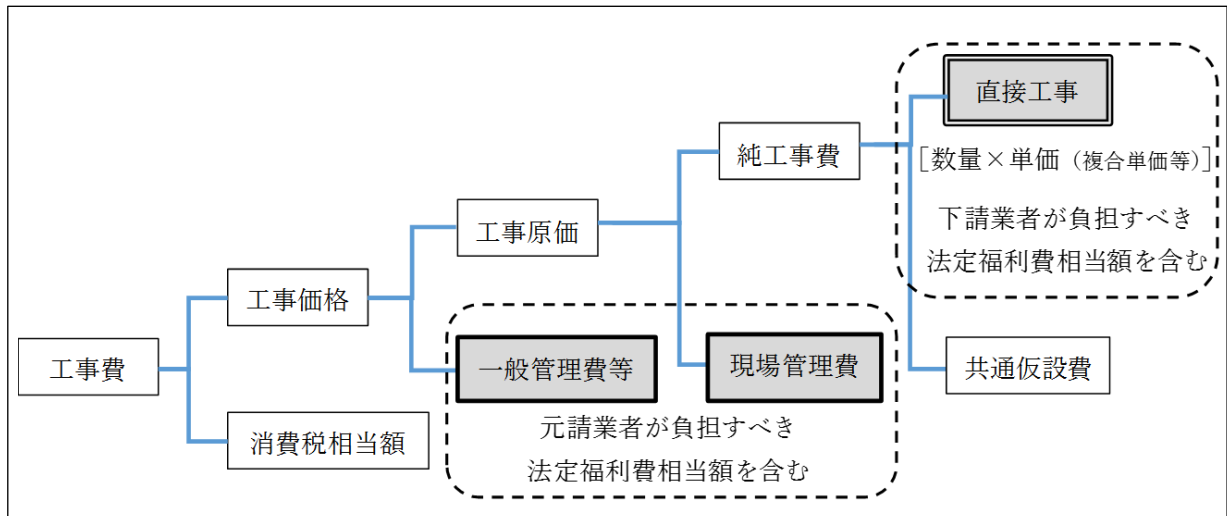 直接工事
[数量×単価（複合単価等）]
下請業者が負担すべき
法定福利費相当額を含む
純工事費
工事原価
工事価格
工事費
一般管理費等
現場管理費
共通仮設費
消費税相当額
元請業者が負担すべき
法定福利費相当額を含む